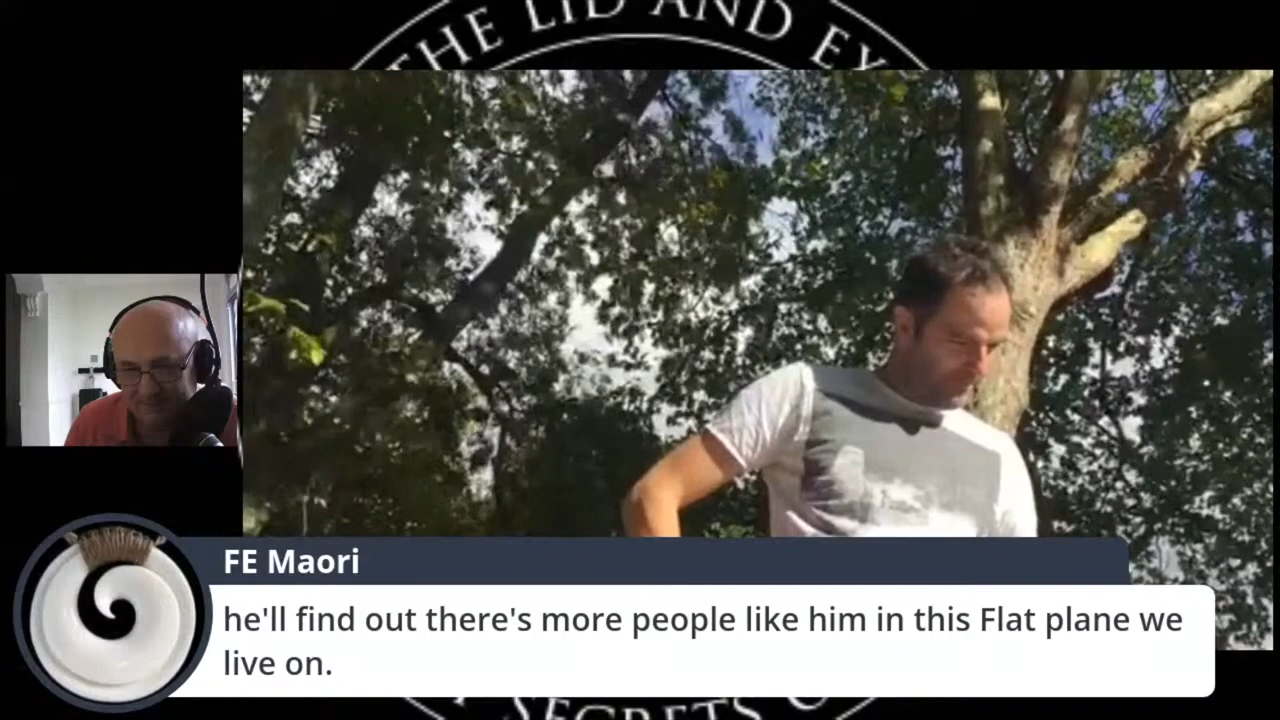 THE LID AND EX
FE Maori
he'll find out there's more people like him in this Flat plane we
live on.
SECRETS O